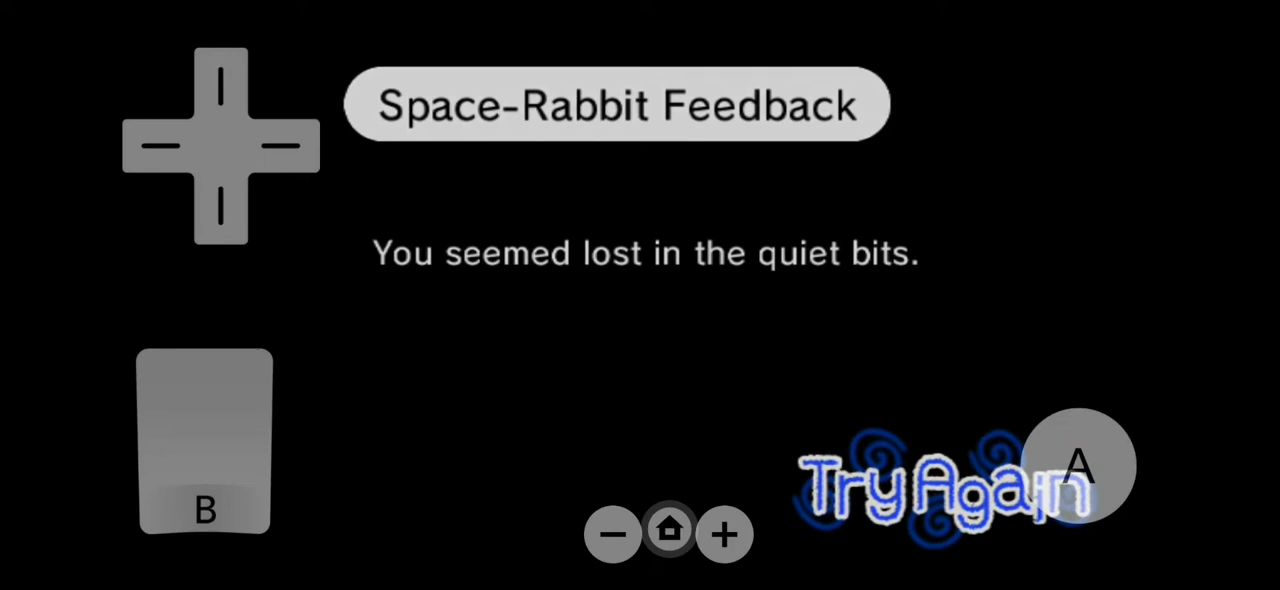 Space-Rabbit Feedback
You seemed lost in the quiet bits.
Try Again
A
B